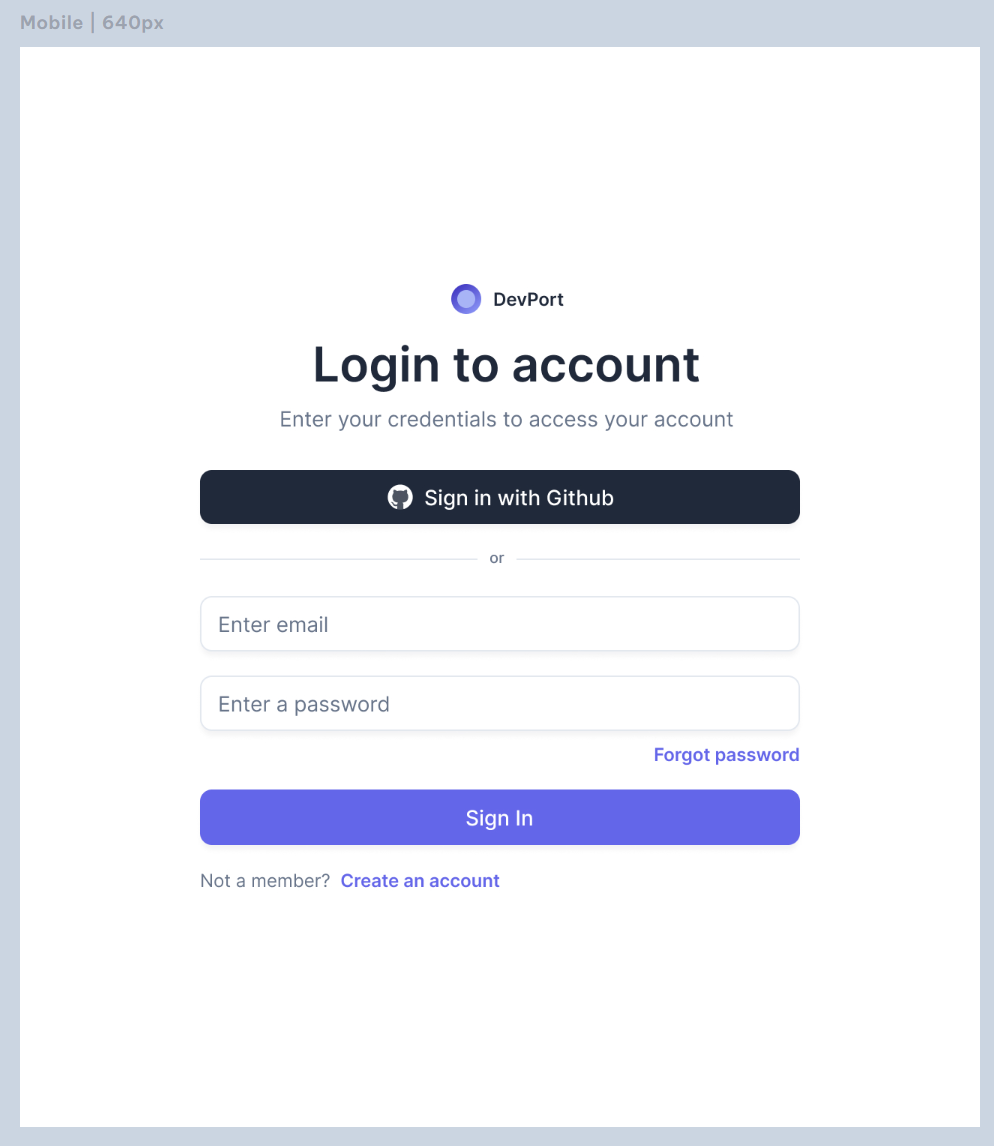 Mobile | 640px
DevPort
Login to account
Enter your credentials to access your account
Sign in with Github
or
Enter email
Enter a password
Forgot password
Sign In
Not a member? Create an account